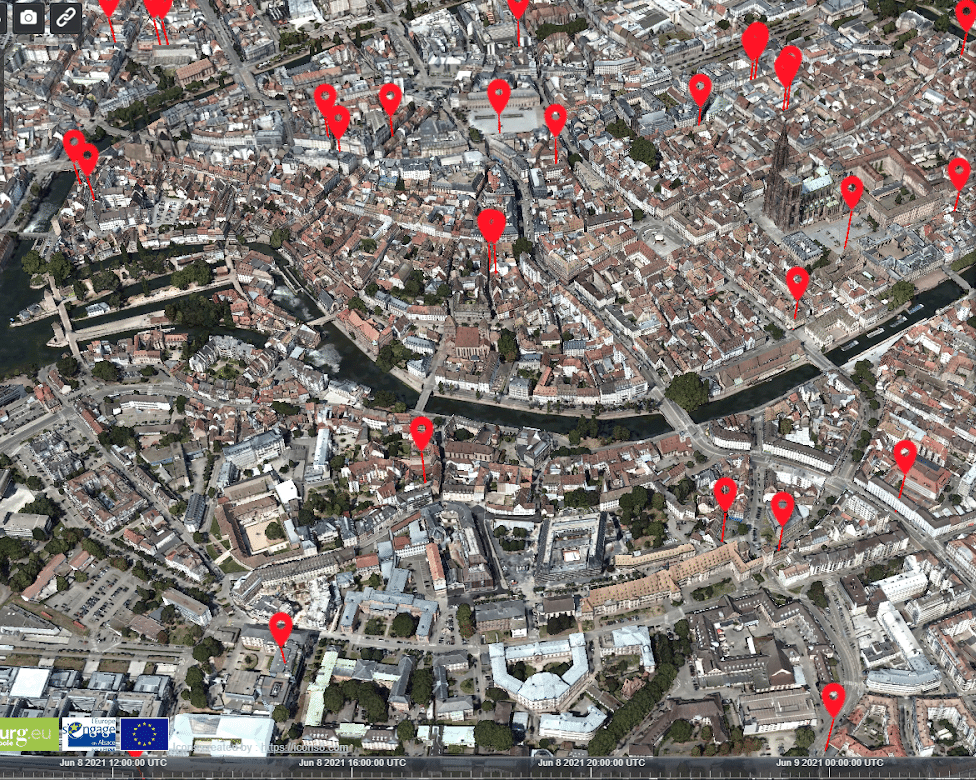 urg.eu
l'Europe
s'engage
en Alsace
Icons created by : https://icons8.com
Jun 8 2021 12:00:00 UTC
Jun 8 2021 16:00:00 UTC
Jun 8 2021 20:00:00 UTC
Jun 9 2021 00:00:00 UTC